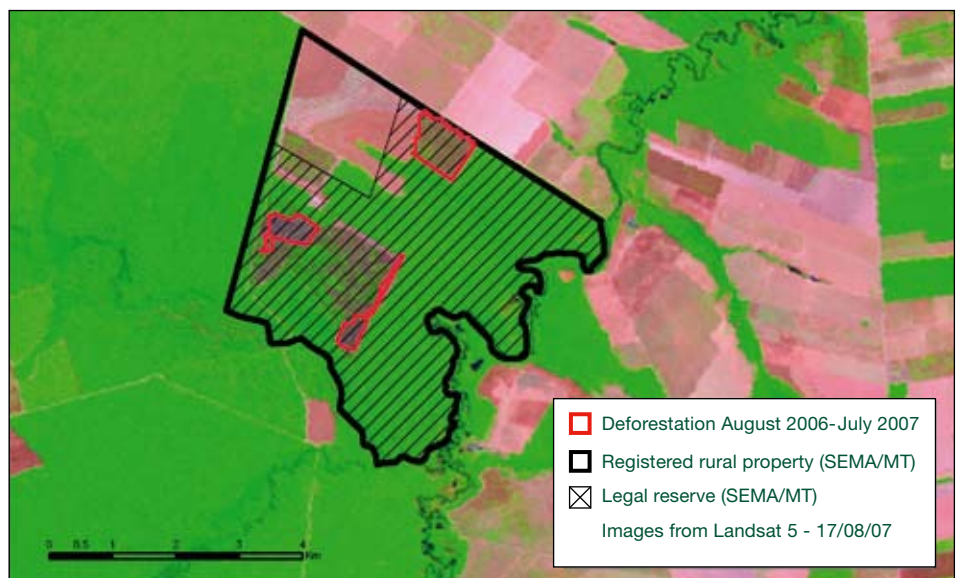 Deforestation August 2006-July 2007
Registered rural property (SEMA/MT)
Legal reserve (SEMA/MT)
Images from Landsat 5 - 17/08/07
0 0.5 1 2 3 4
Km